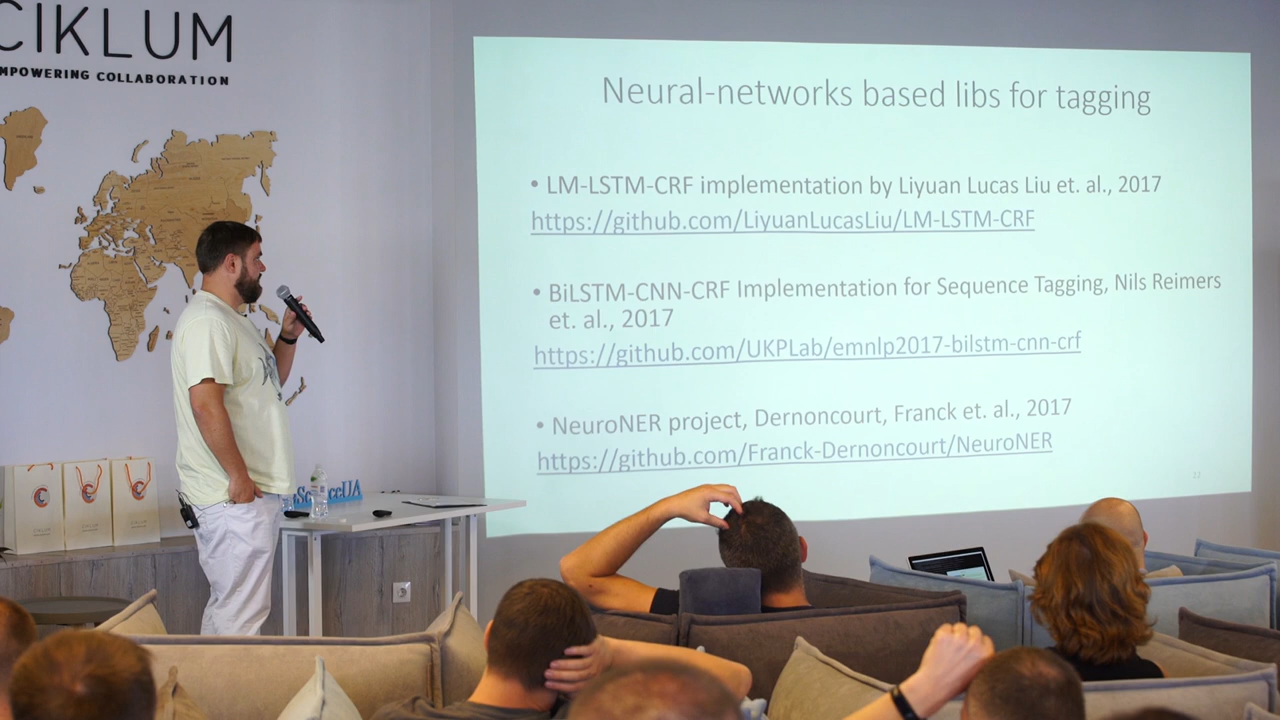 CIKLUM
EMPOWERING COLLABORATION
Neural-networks based libs for tagging
• LM-LSTM-CRF implementation by Liyuan Lucas Liu et. al., 2017
https://github.com/LiyuanLucasLiu/LM-LSTM-CRF
• BiLSTM-CNN-CRF Implementation for Sequence Tagging, Nils Reimers
et. al., 2017
https://github.com/UKPLab/emnlp2017-bilstm-cnn-crf
• NeuroNER project, Dernoncourt, Franck et. al., 2017
https://github.com/Franck-Dernoncourt/NeuroNER
CIKLUM
CIKLUM
CIKLUM